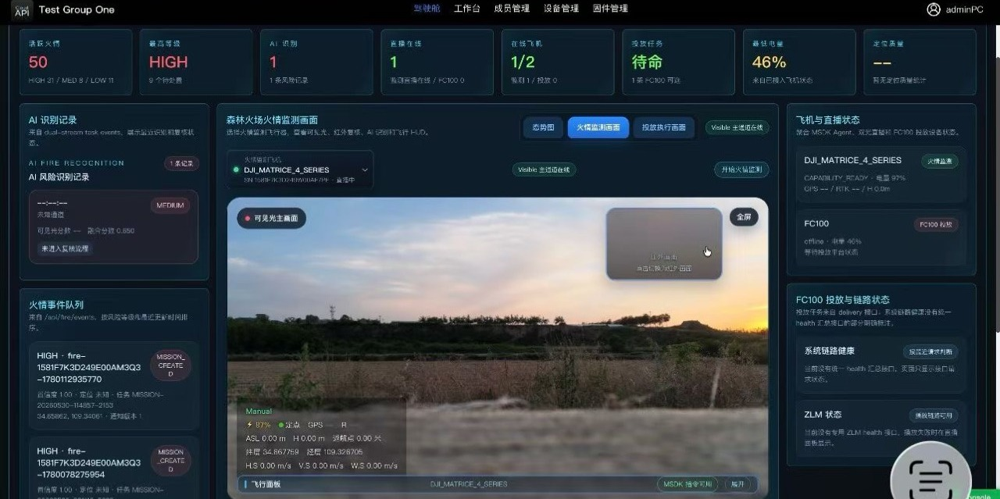 Cloud API
Test Group One
驾驶舱 工作台 成员管理 设备管理 固件管理
adminPC
活跃火情
50
HIGH 31 / MED 8 / LOW 11
最高等级
HIGH
9 个待处置
AI 识别
1
1 条风险记录
直播在线
1
监测直播在线 / FC100 0
在线飞机
1/2
监测 1 / 投放 0
投放任务
待命
1 架 FC100 可选
最低电量
46%
来自已接入飞机状态
定位质量
--
暂无定位质量统计
AI 识别记录
来自 dual-stream task events，展示最近识别和复核状
态。
AI FIRE RECOGNITION
AI 风险识别记录
1 条记录
--:--:--
未知通道
MEDIUM
可见光分数 -- 融合分数 0.650
未进入复核流程
火情事件队列
来自 /api/fire/events，按风险等级和最近更新时间排
序。
HIGH · fire-
1581F7K3D249E00AM3Q3
-1780112935770
MISSION_
CREATE
D
置信度 1.00 · 定位 未知 · 任务 MISSION-
20260530-114857-2153
34.65862, 109.34061 · 通知版本 1
HIGH · fire-
1581F7K3D249E00AM3Q3
-1780078275954
MISSION
_CREATE
D
置信度 1.00 · 定位 未知 · 任务 MISSION-
森林火场火情监测画面
选择火情监测飞行器，查看可见光、红外复核、AI 识别和飞行 HUD。
态势图 火情监测画面 投放执行画面
Visible 主通道在线
火情监测飞机
DJI_MATRICE_4_SERIES
直播中
Visible 主通道在线
开始火情监测
可见光主画面
全屏
红外画面
点击切换为红外画面
Manual
87% 定点 GPS -- R
ASL 0.00 m H 0.00 m 返航点 0.00 米
纬度 34.667759 经度 109.326705
H.S 0.00 m/s V.S 0.00 m/s W.S 0.00 m/s
飞行面板
DJI_MATRICE_4_SERIES
MSDK 指令可用
展开
飞机与直播状态
聚合 MSDK Agent、双光直播和 FC100 投放设备状态。
DJI_MATRICE_4_SERIES
火情监测
CAPABILITY_READY · 电量 97%
GPS -- / RTK -- / H 0.0m
FC100
FC100 投放
offline · 电量 46%
等待投放平台状态
FC100 投放与链路状态
投放任务来自 delivery 接口，系统链路健康没有统一
health 汇总接口的部分明确标注。
系统链路健康
按最近请求判断
当前没有统一 health 汇总接口，页面只显示接口请
求状态。
ZLM 状态
播放链路可用
当前没有专用 ZLM health 接口，播放失败时在直播
面板显示。